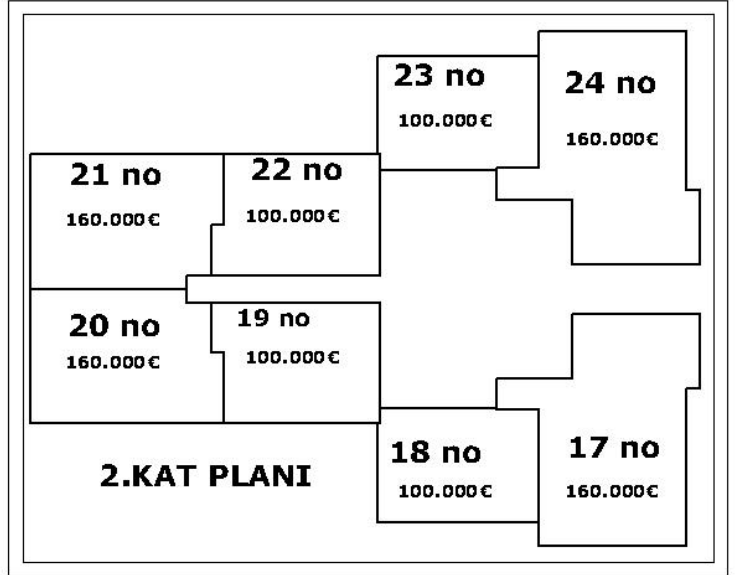 23 no
100.000€
24 no
160.000€
21 no
160.000€
22 no
100.000€
20 no
160.000€
19 no
100.000€
18 no
100.000€
17 no
160.000€
2.KAT PLANI